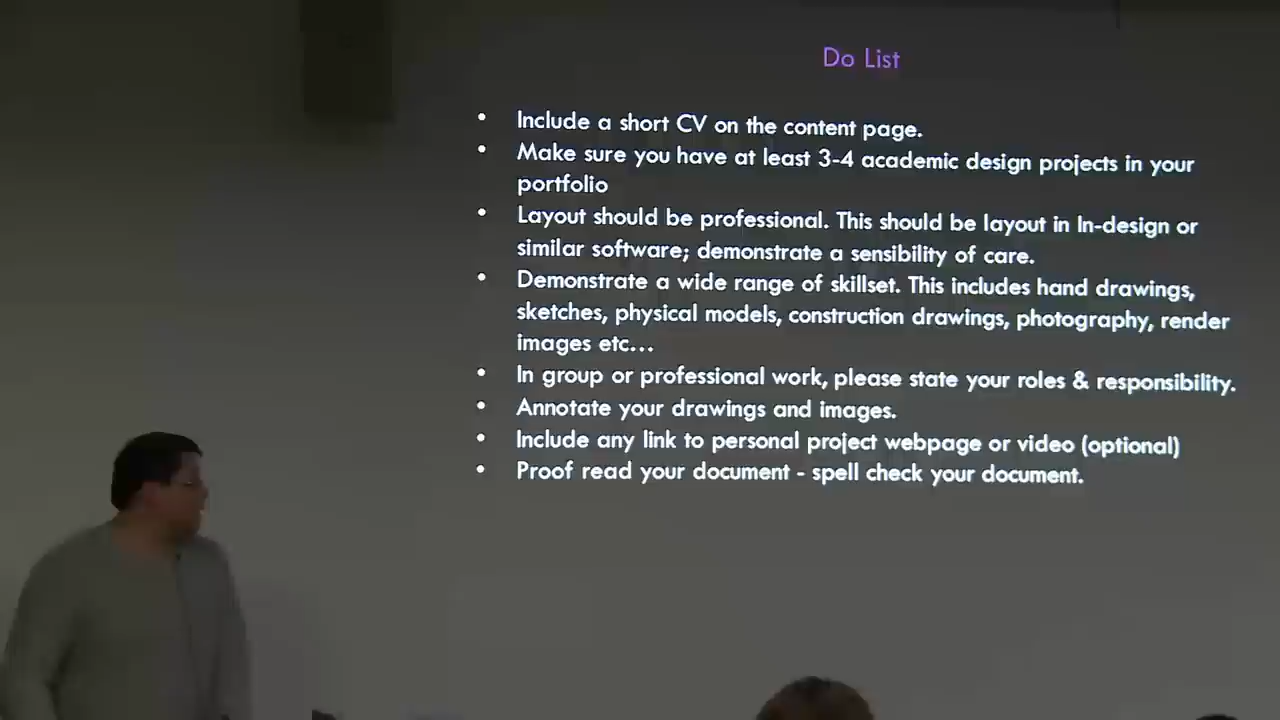 Do List
• Include a short CV on the content page.
• Make sure you have at least 3-4 academic design projects in your
portfolio
• Layout should be professional. This should be layout in In-design or
similar software; demonstrate a sensibility of care.
• Demonstrate a wide range of skillset. This includes hand drawings,
sketches, physical models, construction drawings, photography, render
images etc...
• In group or professional work, please state your roles & responsibility.
• Annotate your drawings and images.
• Include any link to personal project webpage or video (optional)
• Proof read your document - spell check your document.